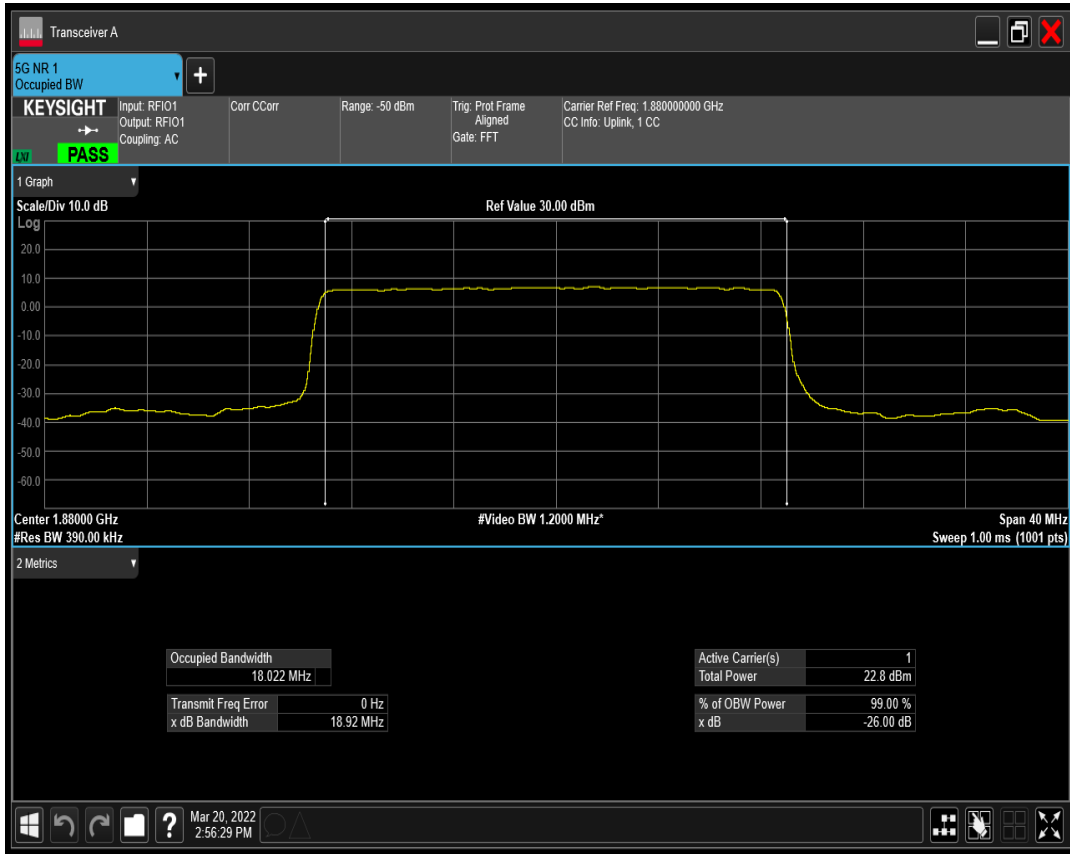 Transceiver A
5G NR 1
Occupied BW
+
KEYSIGHT
LXI
PASS
Input: RFIO1
Output: RFIO1
Coupling: AC
Corr CCorr
Range: -50 dBm
Trig: Prot Frame
Aligned
Gate: FFT
Carrier Ref Freq: 1.880000000 GHz
CC Info: Uplink, 1 CC
1 Graph
Scale/Div 10.0 dB
Ref Value 30.00 dBm
Log
20.0
10.0
0.00
-10.0
-20.0
-30.0
-40.0
-50.0
-60.0
Center 1.88000 GHz
#Video BW 1.2000 MHz*
Span 40 MHz
#Res BW 390.00 kHz
Sweep 1.00 ms (1001 pts)
2 Metrics
Occupied Bandwidth
18.022 MHz
Transmit Freq Error 0 Hz
x dB Bandwidth 18.92 MHz
Active Carrier(s) 1
Total Power 22.8 dBm
% of OBW Power 99.00 %
x dB -26.00 dB
?
Mar 20, 2022
2:56:29 PM